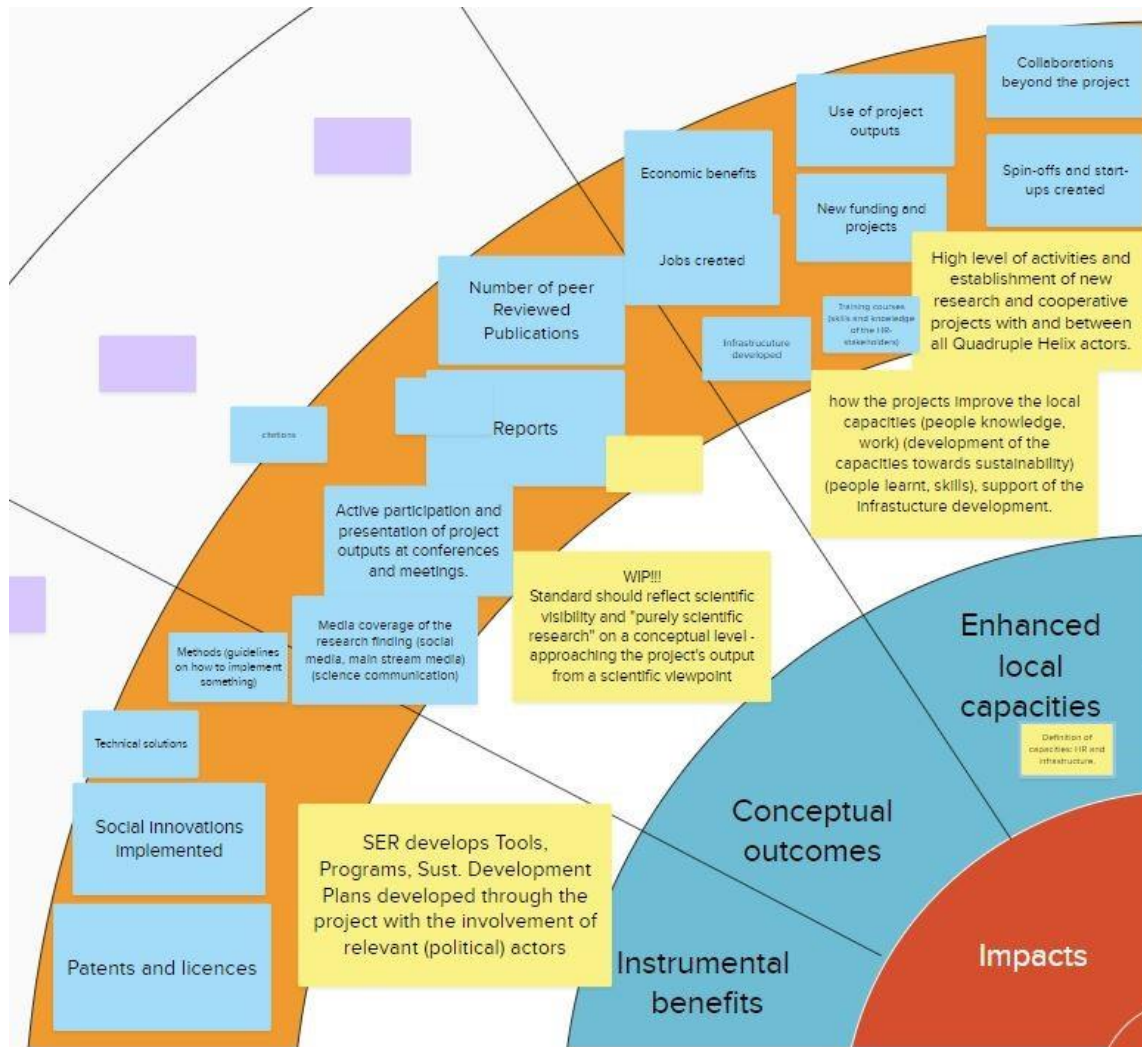 Collaborations
beyond the project
Use of project
outputs
Economic benefits
Spin-offs and start-
ups created
New funding and
projects
Jobs created
High level of activities and
establishment of new
research and cooperative
projects with and between
all Quadruple Helix actors.
Number of peer
Reviewed
Publications
Training courses
(skills and knowledge
of the HR-
stakeholders)
Infrastrucuture
developed
how the projects improve the local
capacities (people knowledge,
work) (development of the
capacities towards sustainability)
(people learnt, skills), support of the
infrastucture development.
citations
Reports
Active participation and
presentation of project
outputs at conferences
and meetings.
WIP!!!
Standard should reflect scientific
visibility and "purely scientific
research" on a conceptual level -
approaching the project's output
from a scientific viewpoint
Media coverage of the
research finding (social
media, main stream media)
(science communication)
Methods (guidelines
on how to implement
something)
Enhanced
local
capacities
Definition of
capacities: HR and
infrastructure.
Technical solutions
Social innovations
implemented
Conceptual
outcomes
SER develops Tools,
Programs, Sust. Development
Plans developed through the
project with the involvement of
relevant (political) actors
Patents and licences
Instrumental
benefits
Impacts